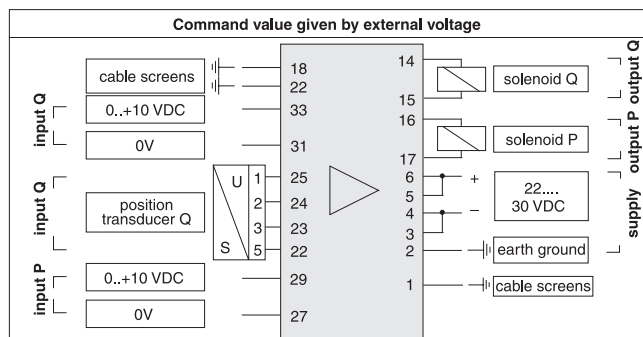 Command value given by external voltage
input Q
cable screens
18
22
0..+10 VDC
33
0V
31
input Q
position
transducer Q
U
S
1
2
3
5
25
24
23
22
input P
0..+10 VDC
29
0V
27
14
15
solenoid Q
output Q
16
17
solenoid P
output P
6
5
4
3
+
–
22....
30 VDC
supply
2
earth ground
1
cable screens